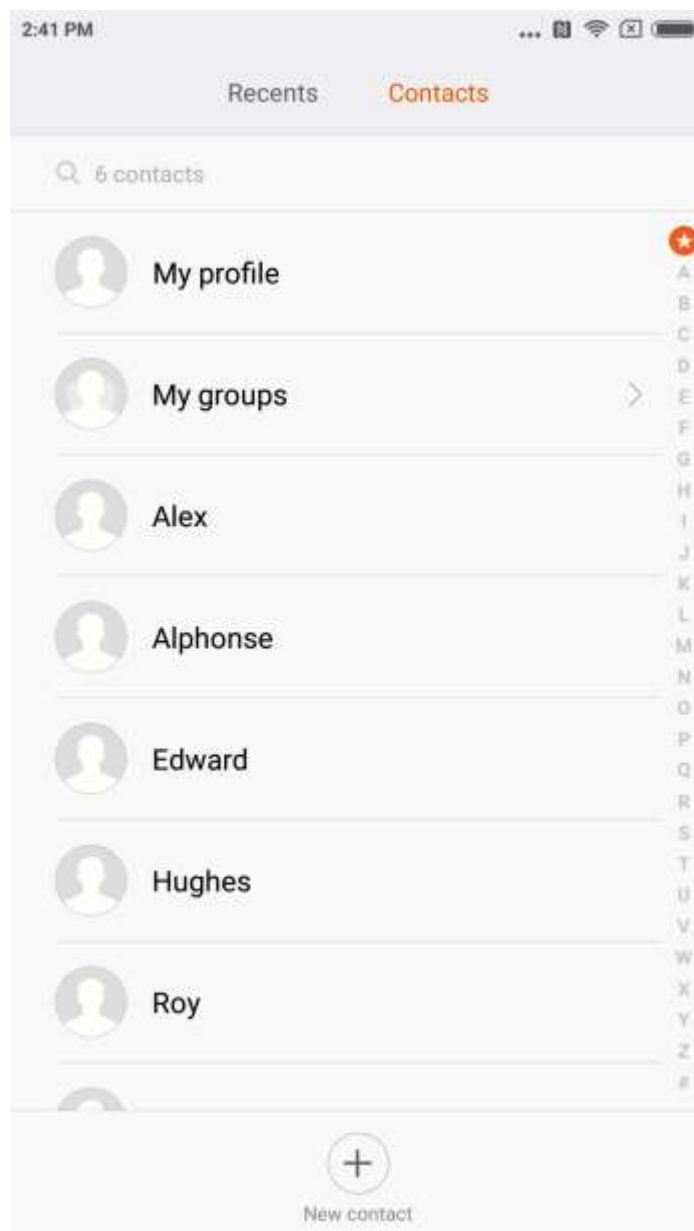 2:41 PM
...
Recents Contacts
6 contacts
My profile
A
B
C
D
My groups
E
F
G
H
Alex
I
J
K
L
Alphonse
M
N
O
P
Edward
Q
R
S
T
Hughes
U
V
W
X
Roy
Y
Z
#
New contact